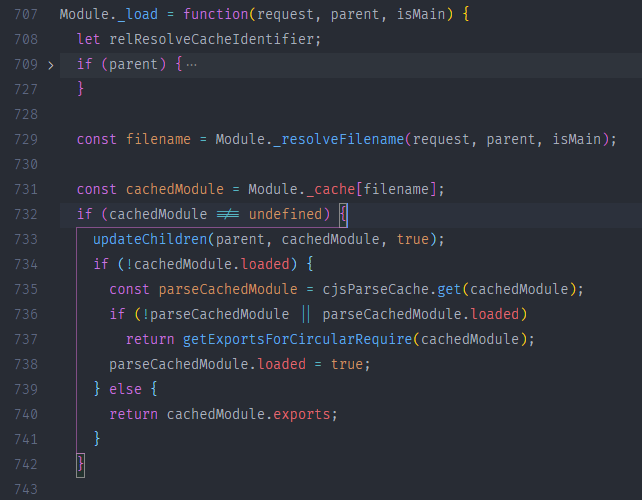 707 Module._load = function(request, parent, isMain) {
708   let relResolveCacheIdentifier;
709 >   if (parent) {…
727   }
728
729   const filename = Module._resolveFilename(request, parent, isMain);
730
731   const cachedModule = Module._cache[filename];
732   if (cachedModule !== undefined) {
733     updateChildren(parent, cachedModule, true);
734     if (!cachedModule.loaded) {
735       const parseCachedModule = cjsParseCache.get(cachedModule);
736       if (!parseCachedModule || parseCachedModule.loaded)
737         return getExportsForCircularRequire(cachedModule);
738       parseCachedModule.loaded = true;
739     } else {
740       return cachedModule.exports;
741     }
742   }
743